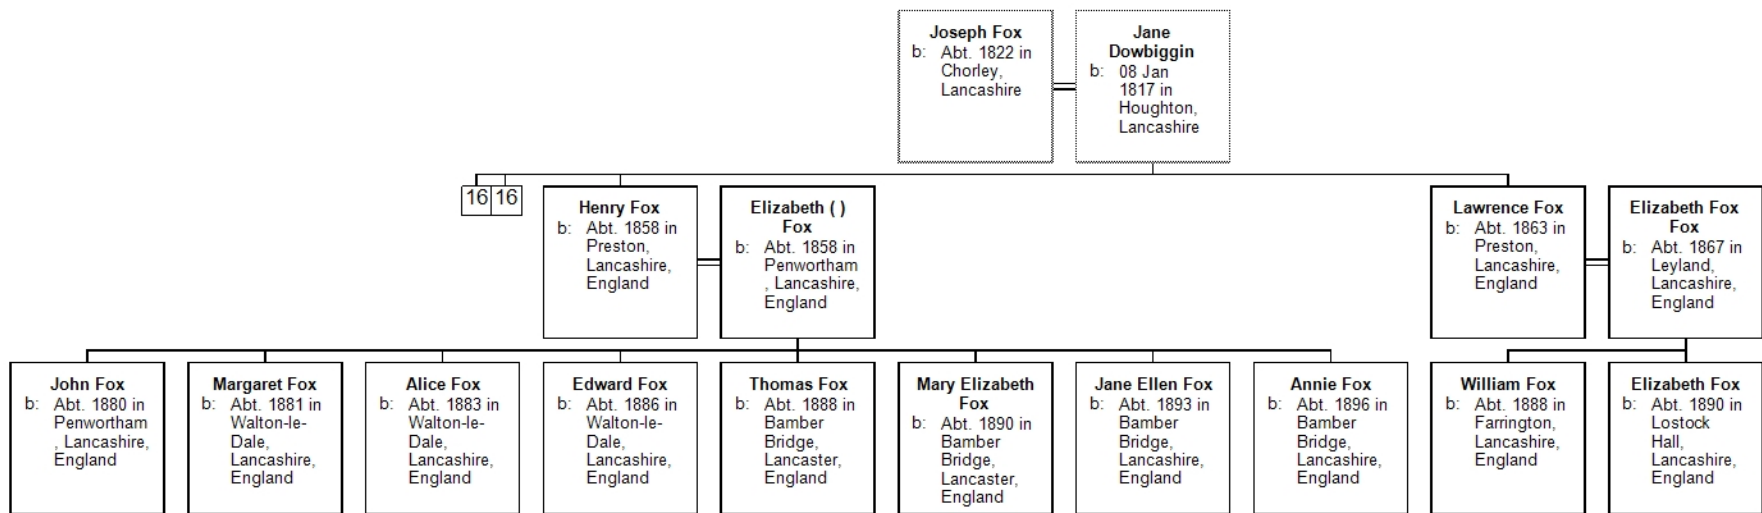 Joseph Fox
b: Abt. 1822 in
Chorley,
Lancashire
Jane
Dowbiggin
b: 08 Jan
1817 in
Houghton,
Lancashire
16 16
Henry Fox
b: Abt. 1858 in
Preston,
Lancashire,
England
Elizabeth ( )
Fox
b: Abt. 1858 in
Penwortham
, Lancashire,
England
Lawrence Fox
b: Abt. 1863 in
Preston,
Lancashire,
England
Elizabeth Fox
Fox
b: Abt. 1867 in
Leyland,
Lancashire,
England
John Fox
b: Abt. 1880 in
Penwortham
, Lancashire,
England
Margaret Fox
b: Abt. 1881 in
Walton-le-
Dale,
Lancashire,
England
Alice Fox
b: Abt. 1883 in
Walton-le-
Dale,
Lancashire,
England
Edward Fox
b: Abt. 1886 in
Walton-le-
Dale,
Lancashire,
England
Thomas Fox
b: Abt. 1888 in
Bamber
Bridge,
Lancaster,
England
Mary Elizabeth
Fox
b: Abt. 1890 in
Bamber
Bridge,
Lancaster,
England
Jane Ellen Fox
b: Abt. 1893 in
Bamber
Bridge,
Lancashire,
England
Annie Fox
b: Abt. 1896 in
Bamber
Bridge,
Lancashire,
England
William Fox
b: Abt. 1888 in
Farrington,
Lancashire,
England
Elizabeth Fox
b: Abt. 1890 in
Lostock
Hall,
Lancashire,
England